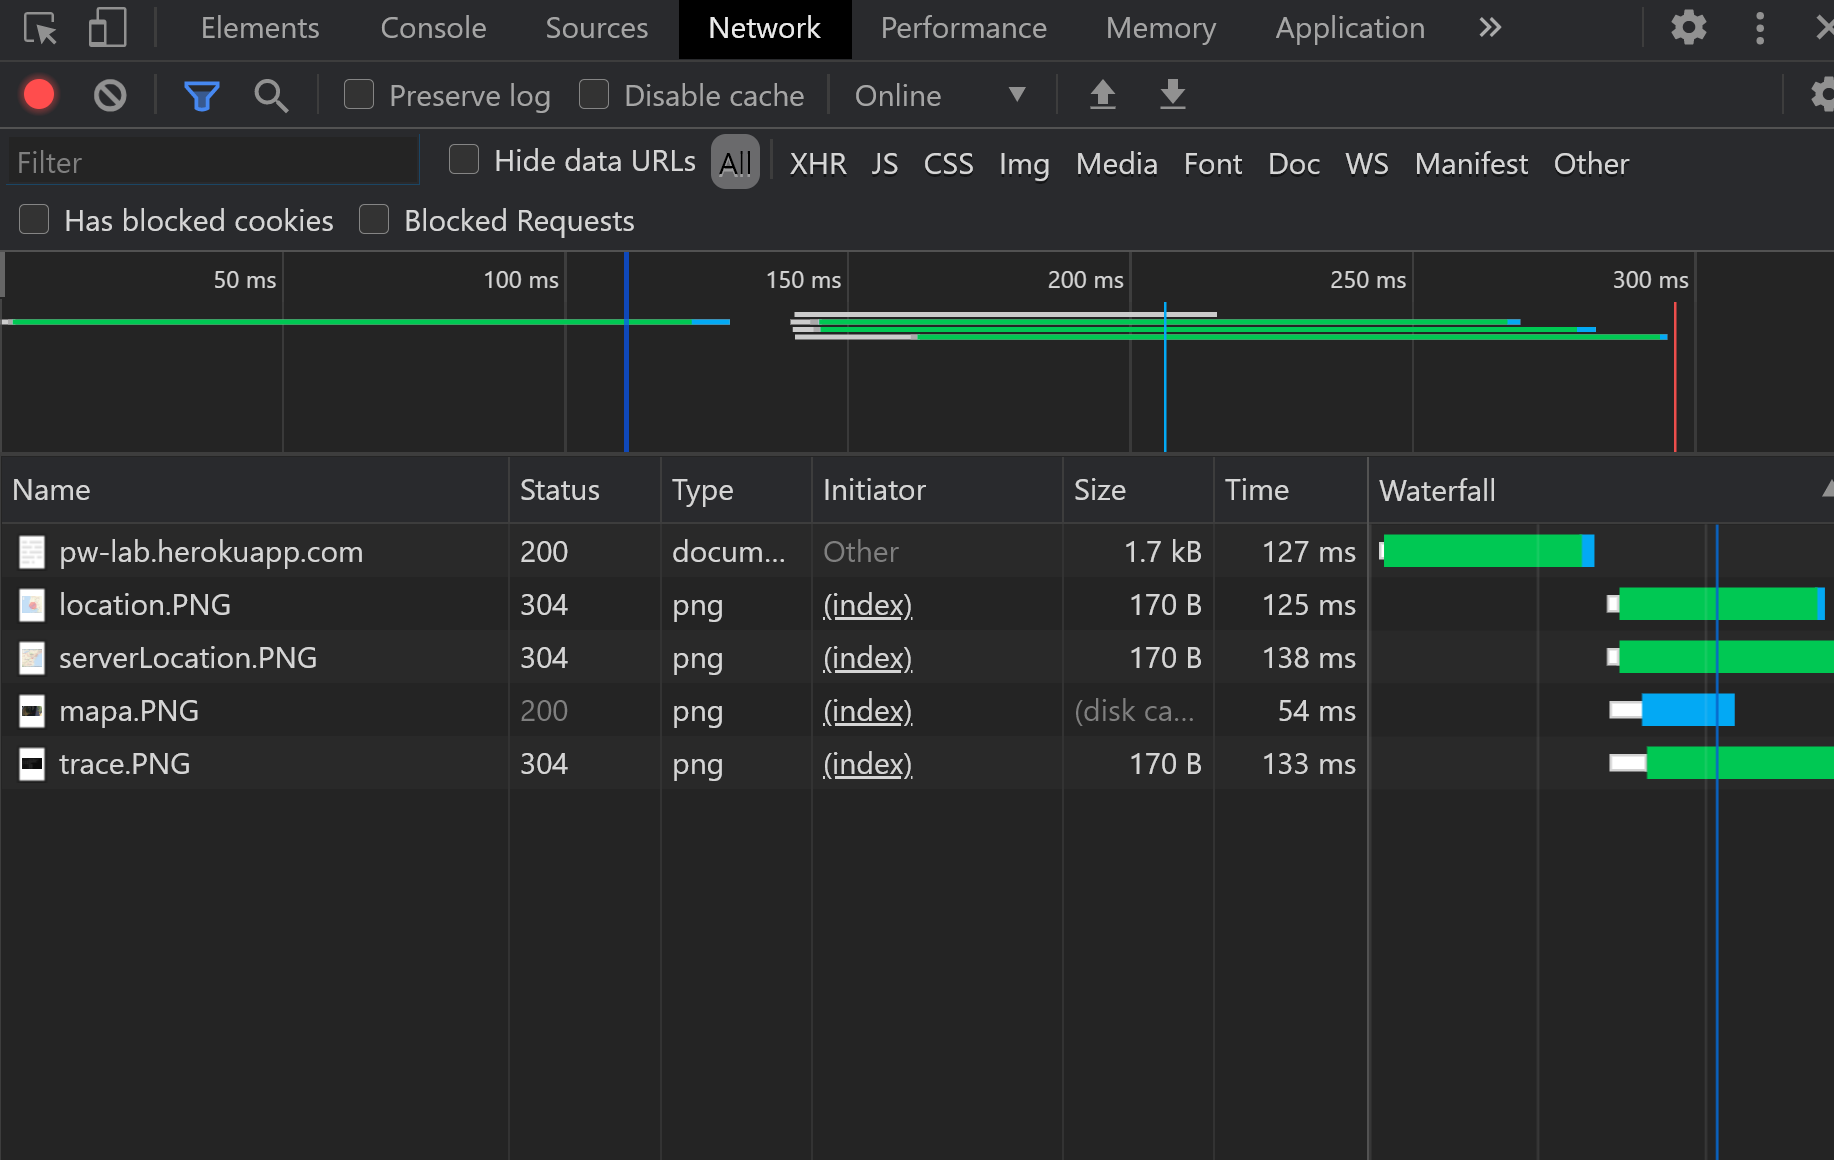 Elements Console Sources Network Performance Memory Application
Preserve log Disable cache Online
Filter Hide data URLs All XHR JS CSS Img Media Font Doc WS Manifest Other
Has blocked cookies Blocked Requests
50 ms 100 ms 150 ms 200 ms 250 ms 300 ms
Name Status Type Initiator Size Time Waterfall
pw-lab.herokuapp.com 200 docum... Other 1.7 kB 127 ms
location.PNG 304 png (index) 170 B 125 ms
serverLocation.PNG 304 png (index) 170 B 138 ms
mapa.PNG 200 png (index) (disk ca... 54 ms
trace.PNG 304 png (index) 170 B 133 ms